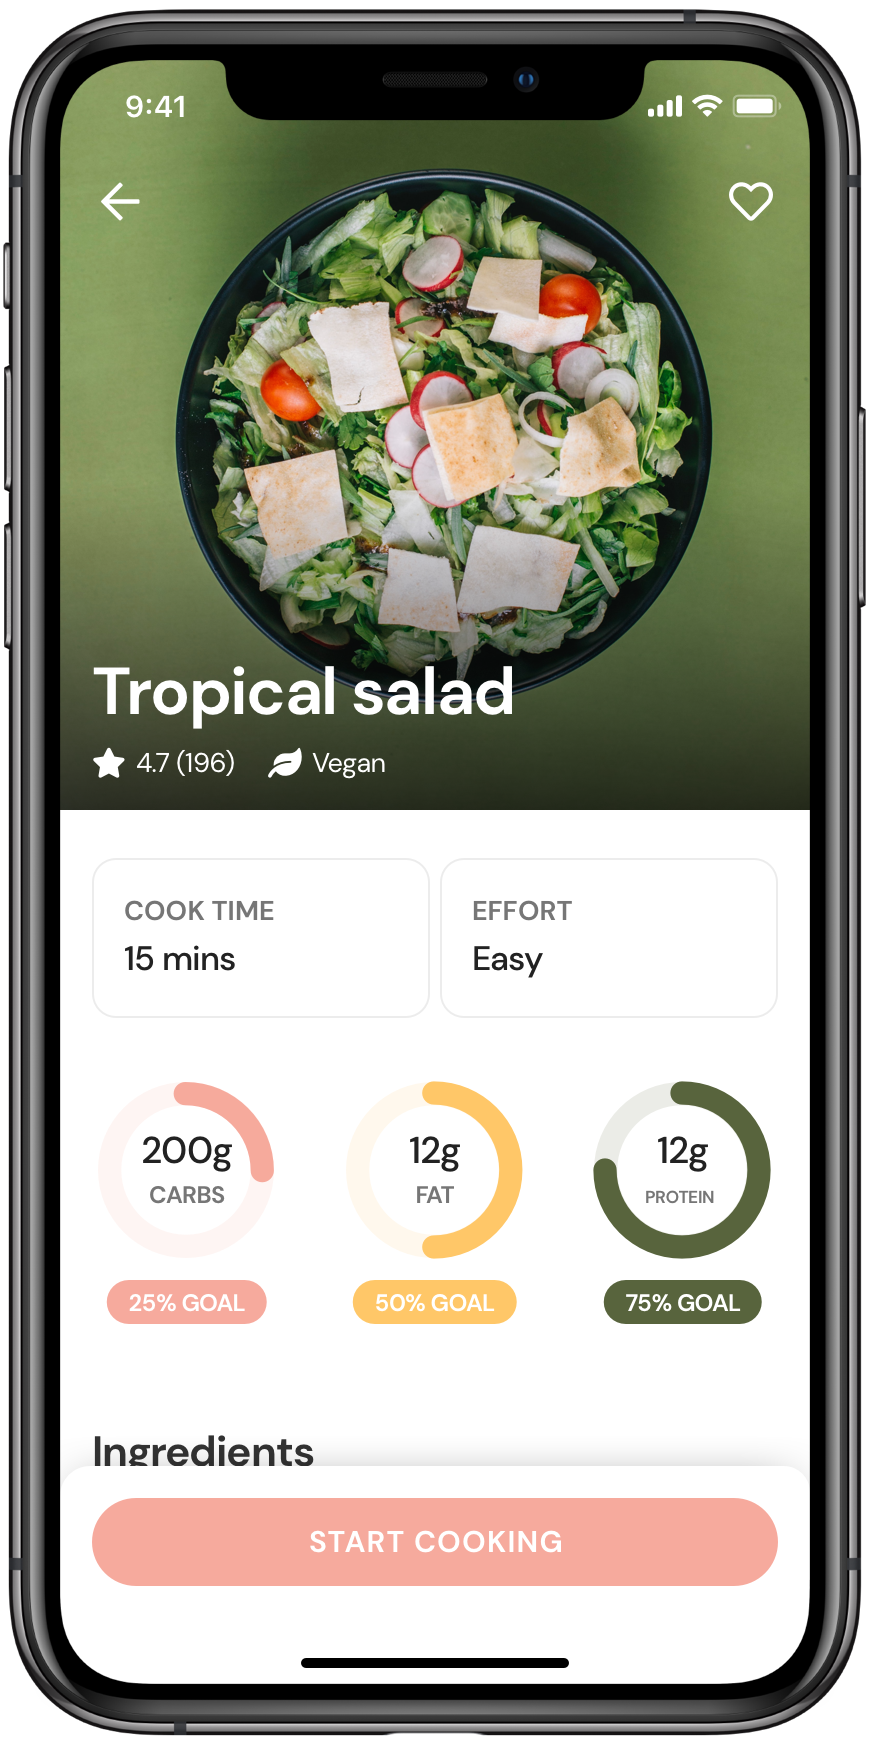 9:41
Tropical salad
4.7 (196) Vegan
COOK TIME
15 mins
EFFORT
Easy
200g
CARBS
25% GOAL
12g
FAT
50% GOAL
12g
PROTEIN
75% GOAL
Ingredients
START COOKING